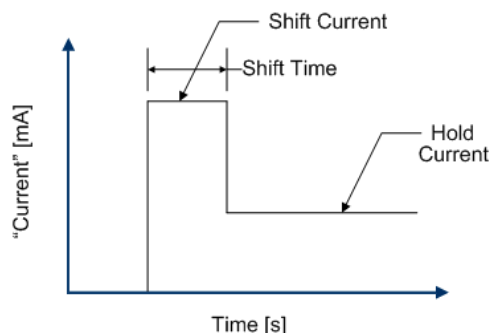 Shift Current
Shift Time
Hold
Current
"Current" [mA]
Time [s]